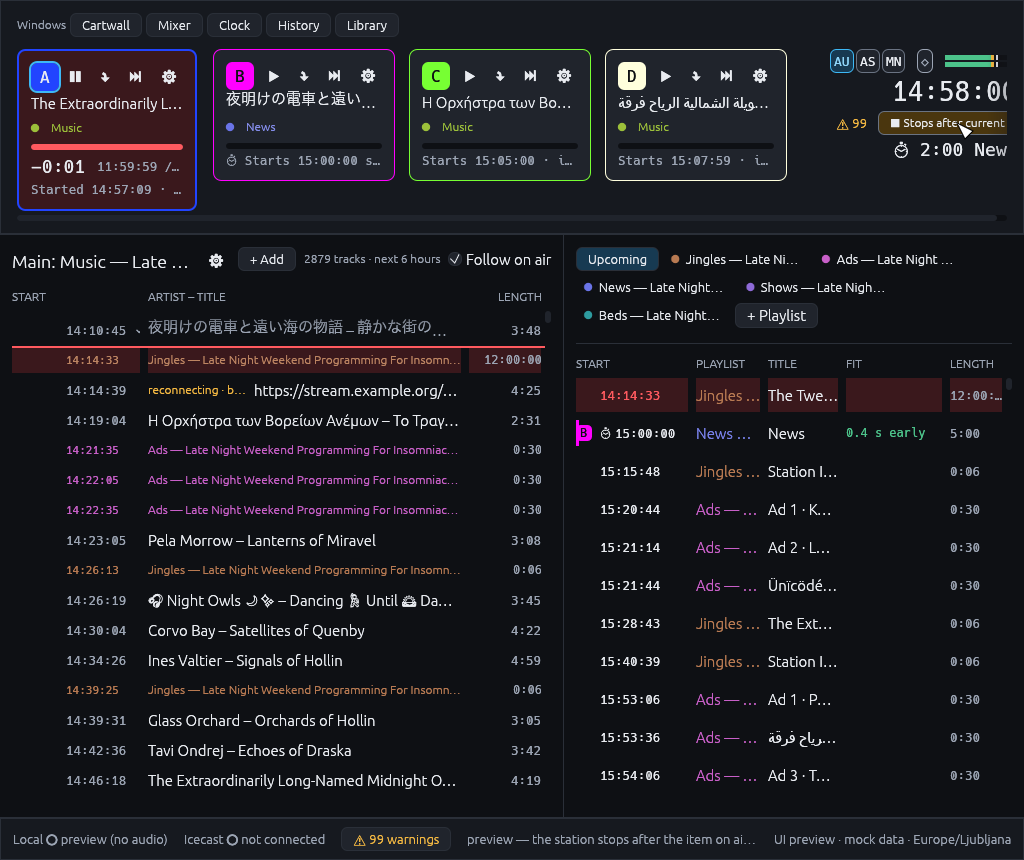 Windows Cartwall Mixer Clock History Library
A
The Extraordinarily L…
Music
−0:01 11:59:59 /…
Started 14:57:09 · …
B
夜明けの電車と遠い…
News
Starts 15:00:00 s…
C
Η Ορχήστρα των Βο…
Music
Starts 15:05:00 · i…
D
…ويلة الشمالية الرياح فرقة
Music
Starts 15:07:59 · i…
AU AS MN
14:58:00
⚠ 99 Stops after current
2:00 New
Main: Music — Late … + Add 2879 tracks · next 6 hours Follow on air
START ARTIST – TITLE LENGTH
14:10:45 夜明けの電車と遠い海の物語 – 静かな街の… 3:48
14:14:33 Jingles — Late Night Weekend Programming For Insomn… 12:00:00
14:14:39 reconnecting · b… https://stream.example.org/… 4:25
14:19:04 Η Ορχήστρα των Βορείων Ανέμων – Το Τραγ… 2:31
14:21:35 Ads — Late Night Weekend Programming For Insomniac… 0:30
14:22:05 Ads — Late Night Weekend Programming For Insomniac… 0:30
14:22:35 Ads — Late Night Weekend Programming For Insomniac… 0:30
14:23:05 Pela Morrow – Lanterns of Miravel 3:08
14:26:13 Jingles — Late Night Weekend Programming For Insomn… 0:06
14:26:19 🎧 Night Owls 🌙✨ – Dancing 💃 Until 🌅 Da… 3:45
14:30:04 Corvo Bay – Satellites of Quenby 4:22
14:34:26 Ines Valtier – Signals of Hollin 4:59
14:39:25 Jingles — Late Night Weekend Programming For Insomn… 0:06
14:39:31 Glass Orchard – Orchards of Hollin 3:05
14:42:36 Tavi Ondrej – Echoes of Draska 3:42
14:46:18 The Extraordinarily Long-Named Midnight O… 4:19
Upcoming Jingles — Late Ni… Ads — Late Night …
News — Late Night… Shows — Late Nigh…
Beds — Late Night… + Playlist
START PLAYLIST TITLE FIT LENGTH
14:14:33 Jingles … The Twe… 12:00:…
B 15:00:00 News … News 0.4 s early 5:00
15:15:48 Jingles … Station I… 0:06
15:20:44 Ads — … Ad 1 · K… 0:30
15:21:14 Ads — … Ad 2 · L… 0:30
15:21:44 Ads — … Ünïcödé… 0:30
15:28:43 Jingles … The Ext… 0:06
15:40:39 Jingles … Station I… 0:06
15:53:06 Ads — … Ad 1 · P… 0:30
15:53:36 Ads — … …رياح فرقة 0:30
15:54:06 Ads — … Ad 3 · T… 0:30
Local preview (no audio) Icecast not connected ⚠ 99 warnings preview — the station stops after the item on ai… UI preview · mock data · Europe/Ljubljana